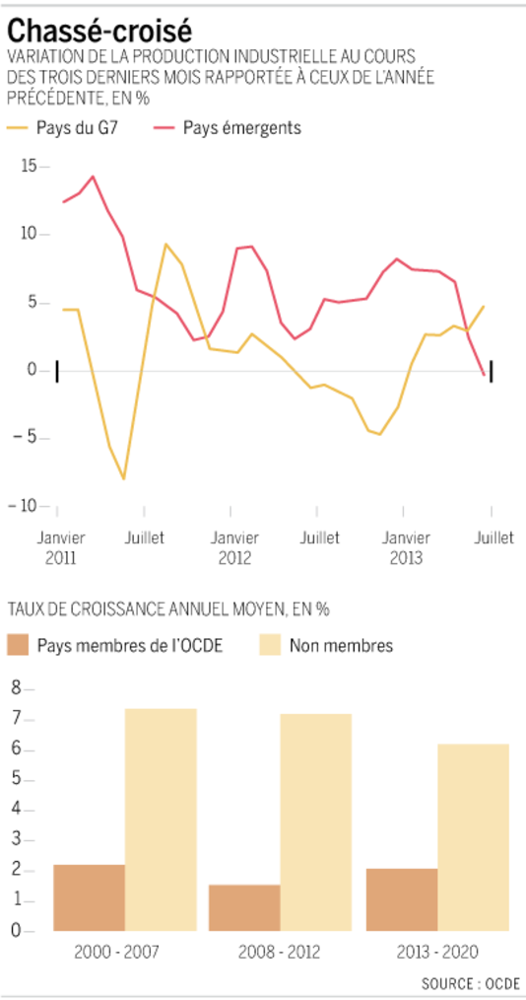 Chassé-croisé
VARIATION DE LA PRODUCTION INDUSTRIELLE AU COURS
DES TROIS DERNIERS MOIS RAPPORTÉE À CEUX DE L'ANNÉE
PRÉCÉDENTE, EN %
Pays du G7 Pays émergents
15
10
5
0
– 5
– 10
Janvier Juillet Janvier Juillet Janvier Juillet
2011 2012 2013
TAUX DE CROISSANCE ANNUEL MOYEN, EN %
Pays membres de l'OCDE Non membres
8
7
6
5
4
3
2
1
0
2000 - 2007 2008 - 2012 2013 - 2020
SOURCE : OCDE